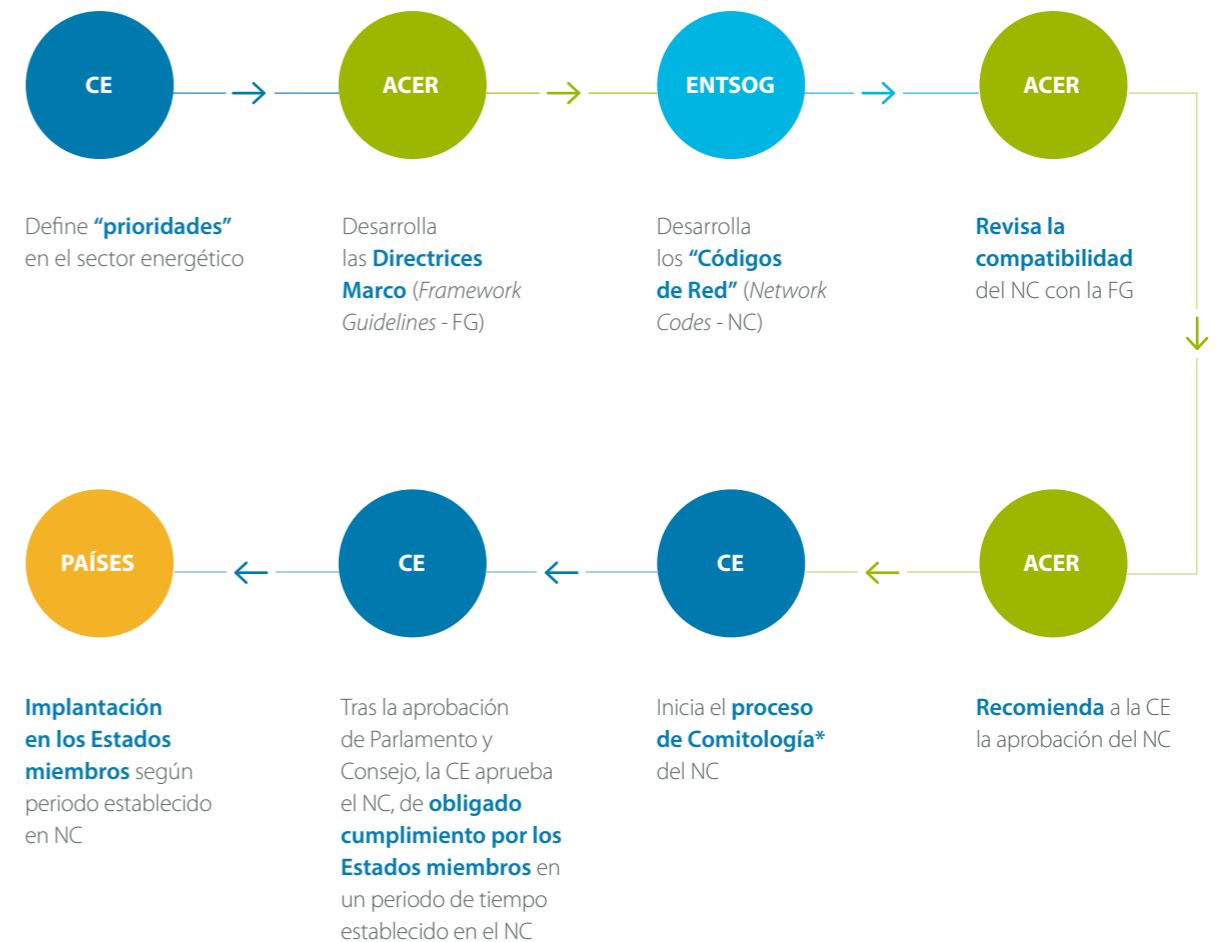 CE
Define “prioridades”
en el sector energético
ACER
Desarrolla
las Directrices
Marco (Framework
Guidelines - FG)
ENTSOG
Desarrolla
los “Códigos
de Red” (Network
Codes - NC)
ACER
Revisa la
compatibilidad
del NC con la FG
ACER
Recomienda a la CE
la aprobación del NC
CE
Inicia el proceso
de Comitología*
del NC
CE
Tras la aprobación
de Parlamento y
Consejo, la CE aprueba
el NC, de obligado
cumplimiento por los
Estados miembros en
un periodo de tiempo
establecido en el NC
PAÍSES
Implantación
en los Estados
miembros según
periodo establecido
en NC